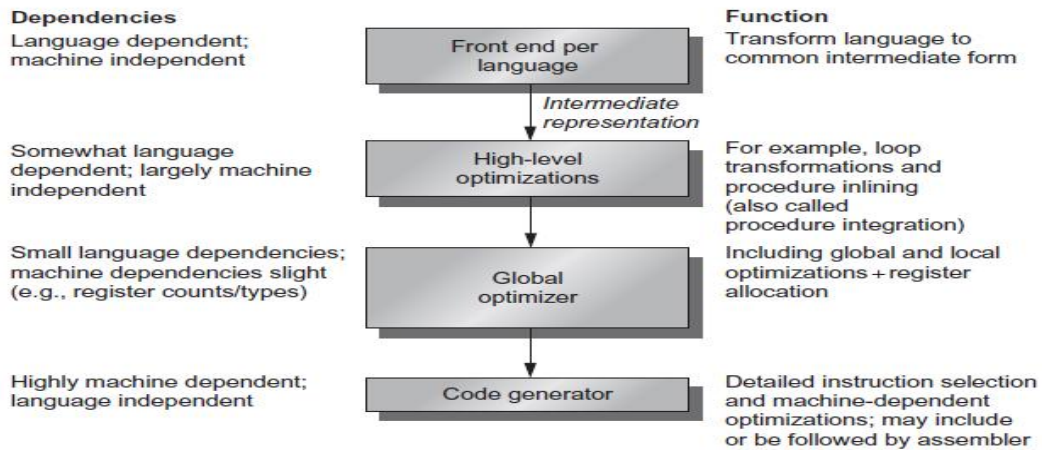 Dependencies
Language dependent;
machine independent
Front end per
language
Function
Transform language to
common intermediate form
Intermediate
representation
Somewhat language
dependent; largely machine
independent
High-level
optimizations
For example, loop
transformations and
procedure inlining
(also called
procedure integration)
Small language dependencies;
machine dependencies slight
(e.g., register counts/types)
Global
optimizer
Including global and local
optimizations + register
allocation
Highly machine dependent;
language independent
Code generator
Detailed instruction selection
and machine-dependent
optimizations; may include
or be followed by assembler